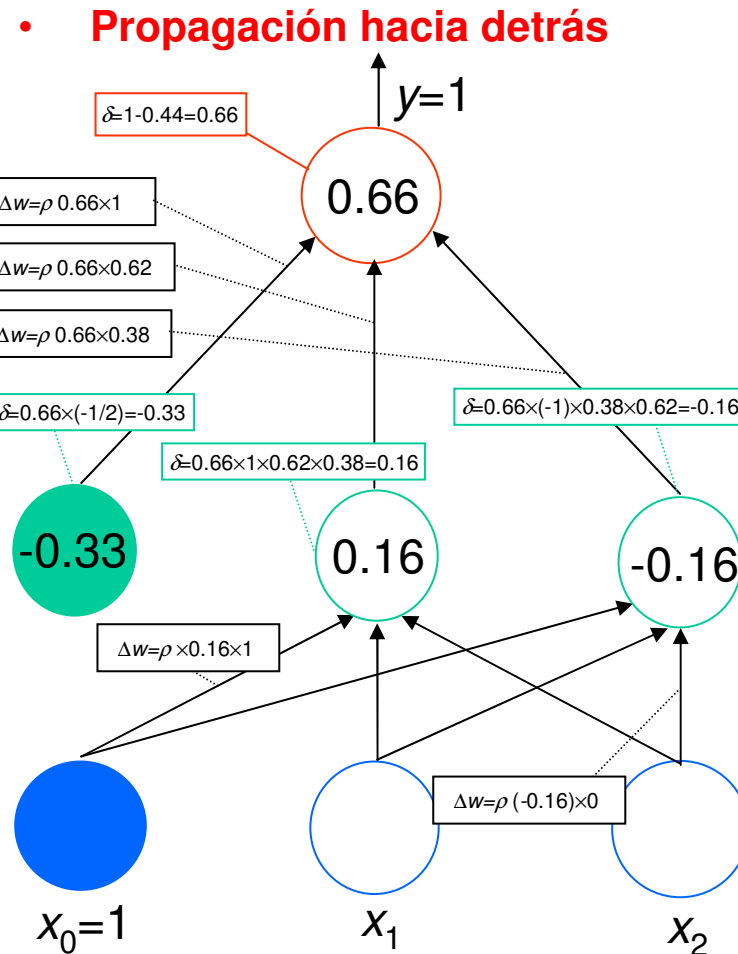 • Propagación hacia detrás
y=1
δ=1-0.44=0.66
0.66
Δw=ρ 0.66×1
Δw=ρ 0.66×0.62
Δw=ρ 0.66×0.38
δ=0.66×(-1/2)=-0.33
δ=0.66×(-1)×0.38×0.62=-0.16
δ=0.66×1×0.62×0.38=0.16
-0.33
0.16
-0.16
Δw=ρ ×0.16×1
Δw=ρ (-0.16)×0
x₀=1
x₁
x₂